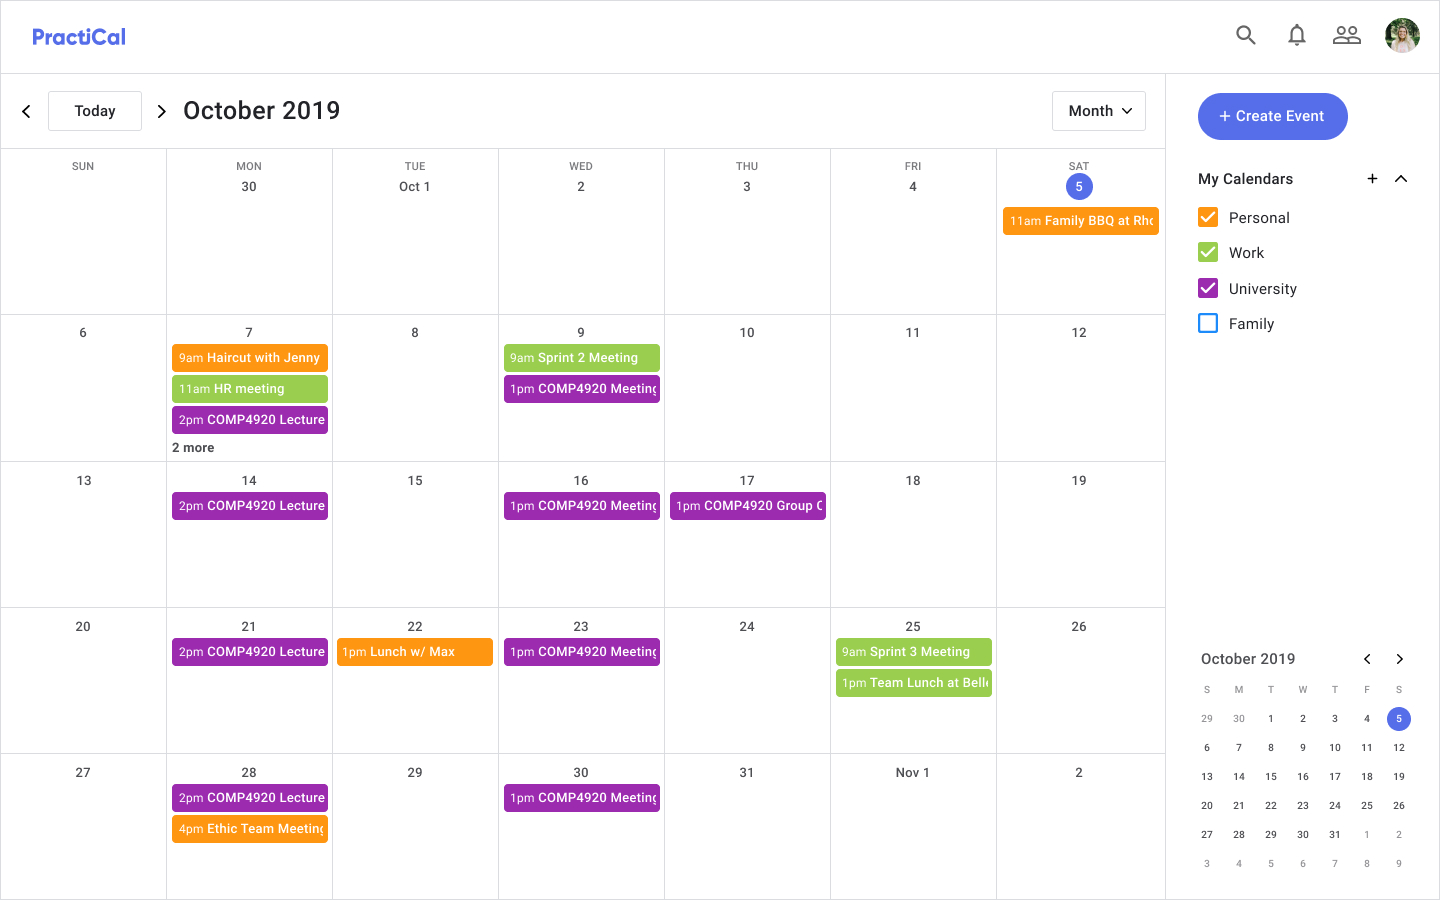 PractiCal
Today
October 2019
Month
+ Create Event
SUN MON TUE WED THU FRI SAT
30 Oct 1 2 3 4 5
11am Family BBQ at Rho
My Calendars +
Personal
Work
University
Family
6 7 8 9 10 11 12
9am Haircut with Jenny
11am HR meeting
2pm COMP4920 Lecture
2 more
9am Sprint 2 Meeting
1pm COMP4920 Meeting
13 14 15 16 17 18 19
2pm COMP4920 Lecture
1pm COMP4920 Meeting
1pm COMP4920 Group
20 21 22 23 24 25 26
2pm COMP4920 Lecture
1pm Lunch w/ Max
1pm COMP4920 Meeting
9am Sprint 3 Meeting
1pm Team Lunch at Belle
27 28 29 30 31 Nov 1 2
2pm COMP4920 Lecture
4pm Ethic Team Meeting
1pm COMP4920 Meeting
October 2019
S M T W T F S
29 30 1 2 3 4 5
6 7 8 9 10 11 12
13 14 15 16 17 18 19
20 21 22 23 24 25 26
27 28 29 30 31 1 2
3 4 5 6 7 8 9